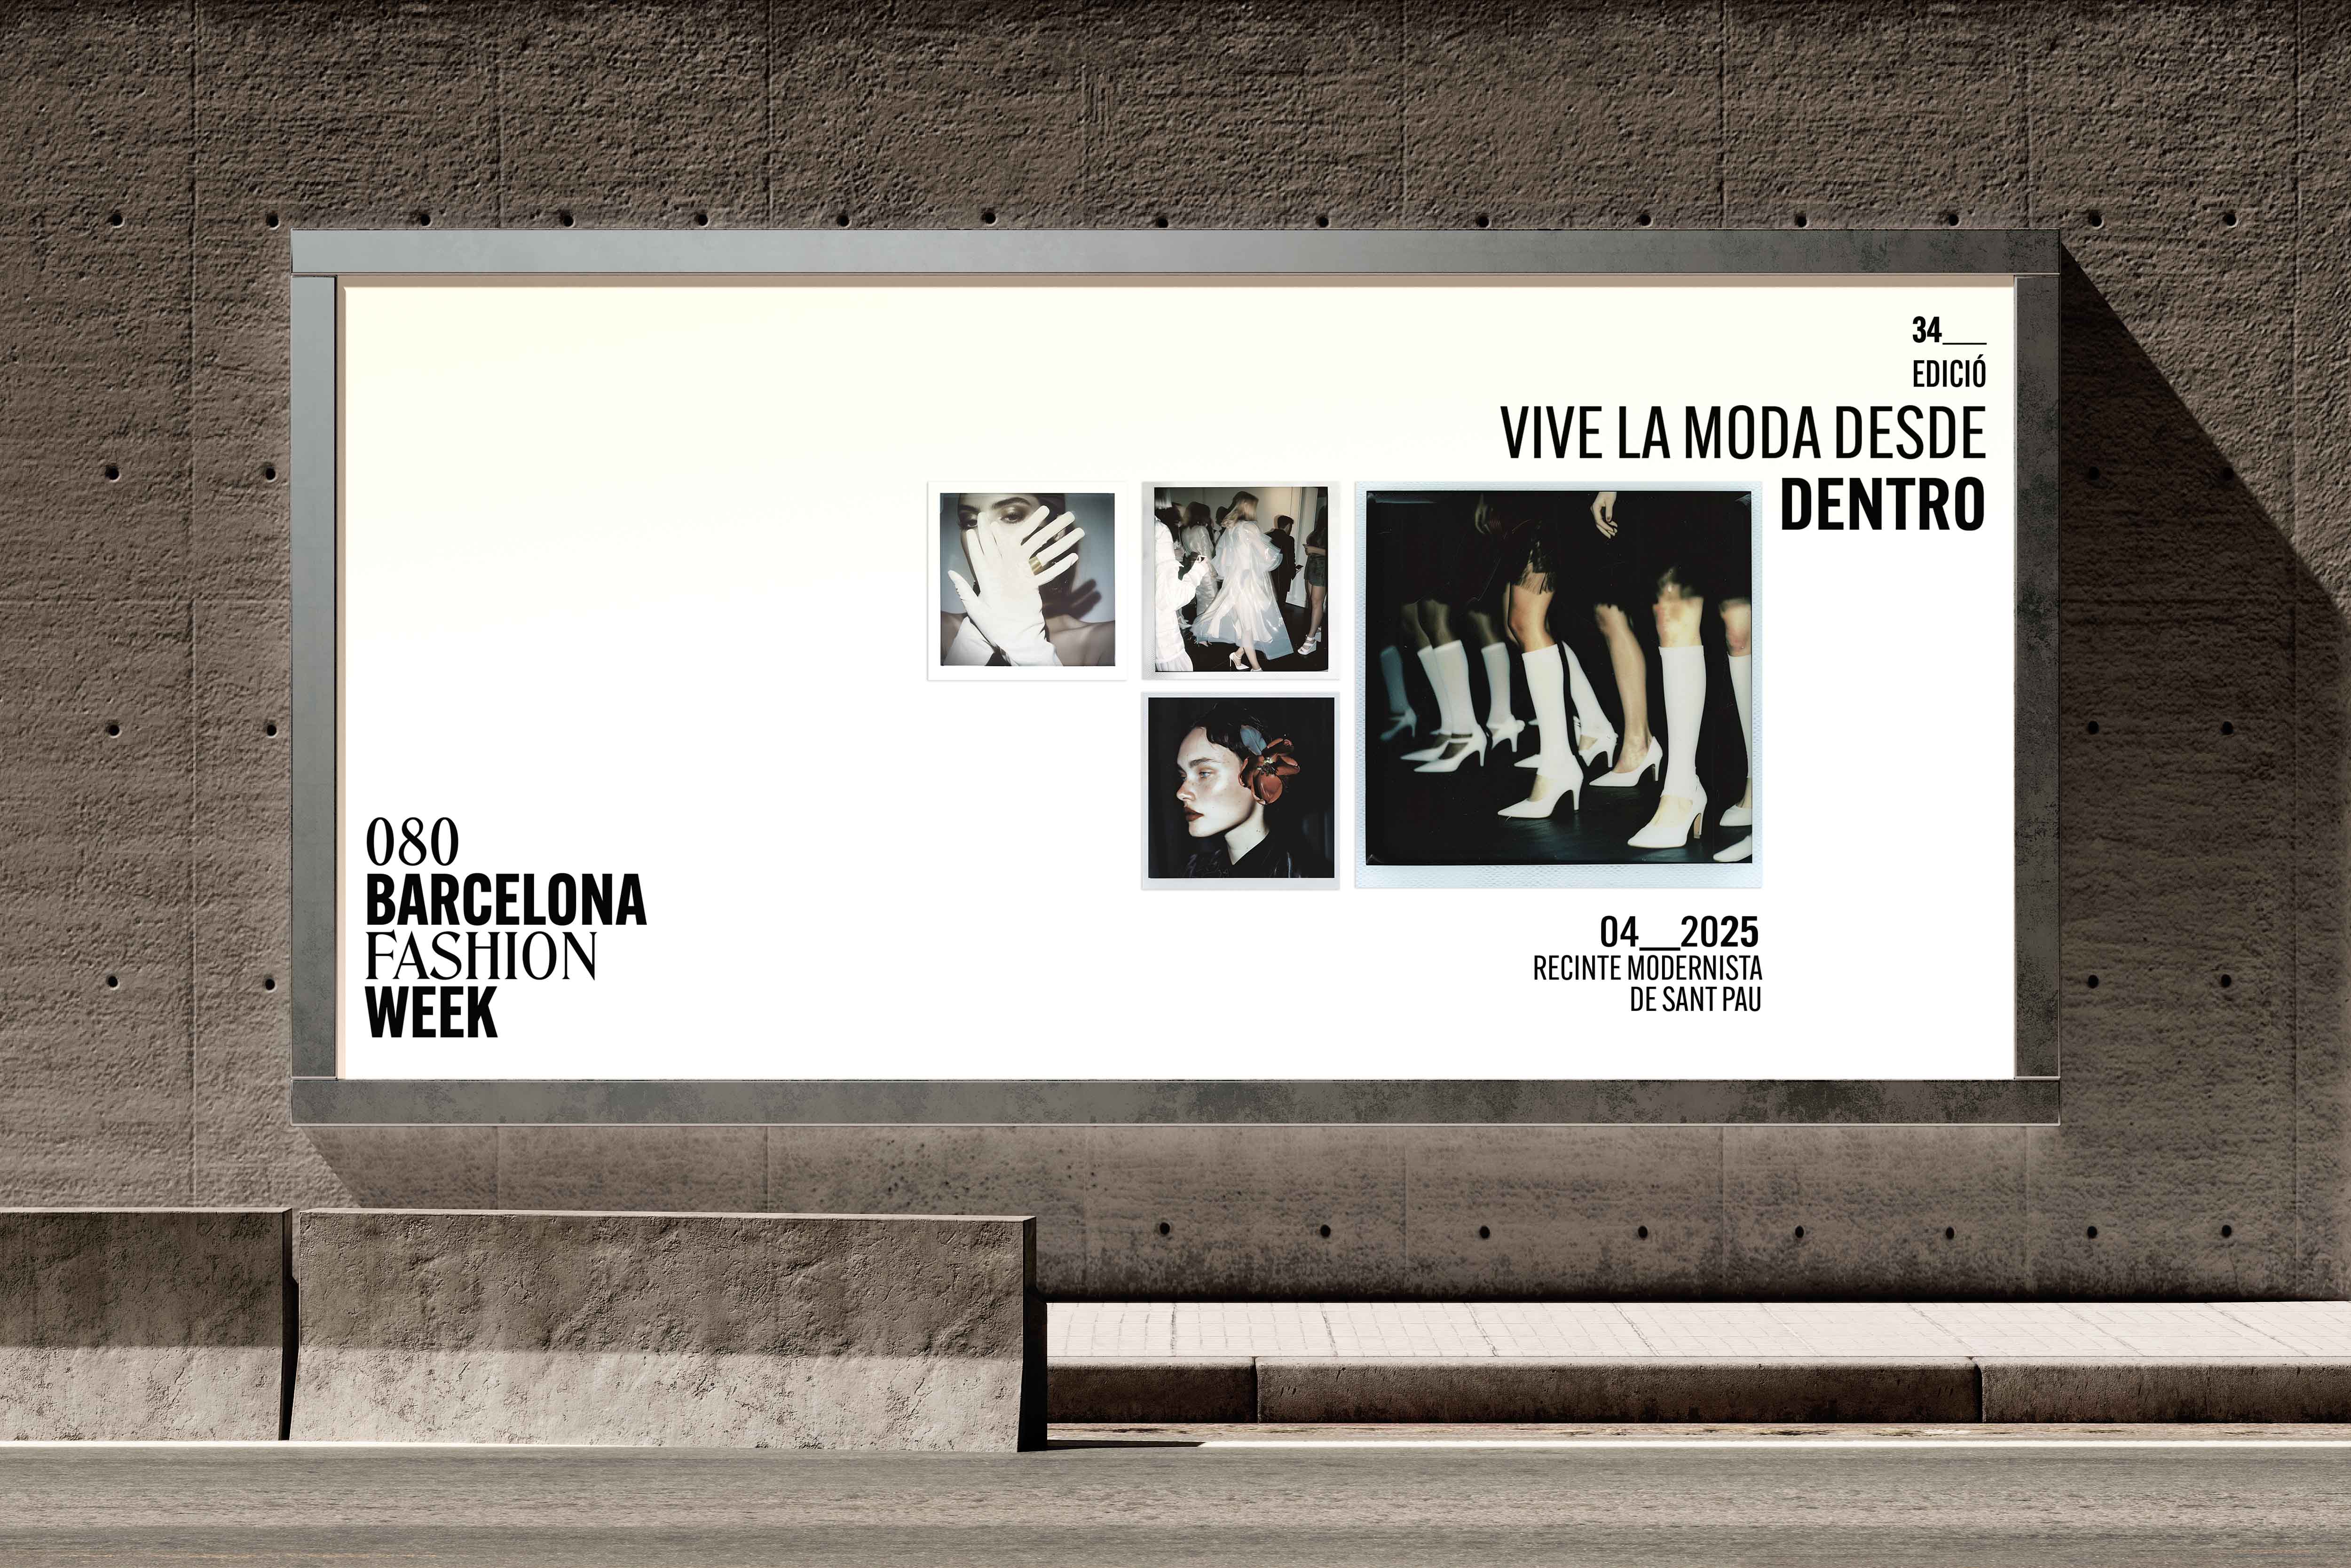 34__
EDICIÓ
VIVE LA MODA DESDE
DENTRO
080
BARCELONA
FASHION
WEEK
04__2025
RECINTE MODERNISTA
DE SANT PAU